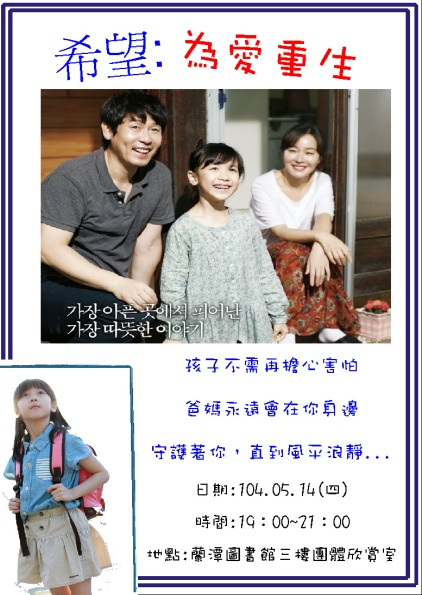 希望: 為愛重生
가장 아픈 곳에서 피어난
가장 따뜻한 이야기
孩子不需再擔心害怕
爸媽永遠會在你身邊
守護著你，直到風平浪靜...
日期:104.05.14(四)
時間:19：00~21：00
地點:蘭潭圖書館三樓團體欣賞室